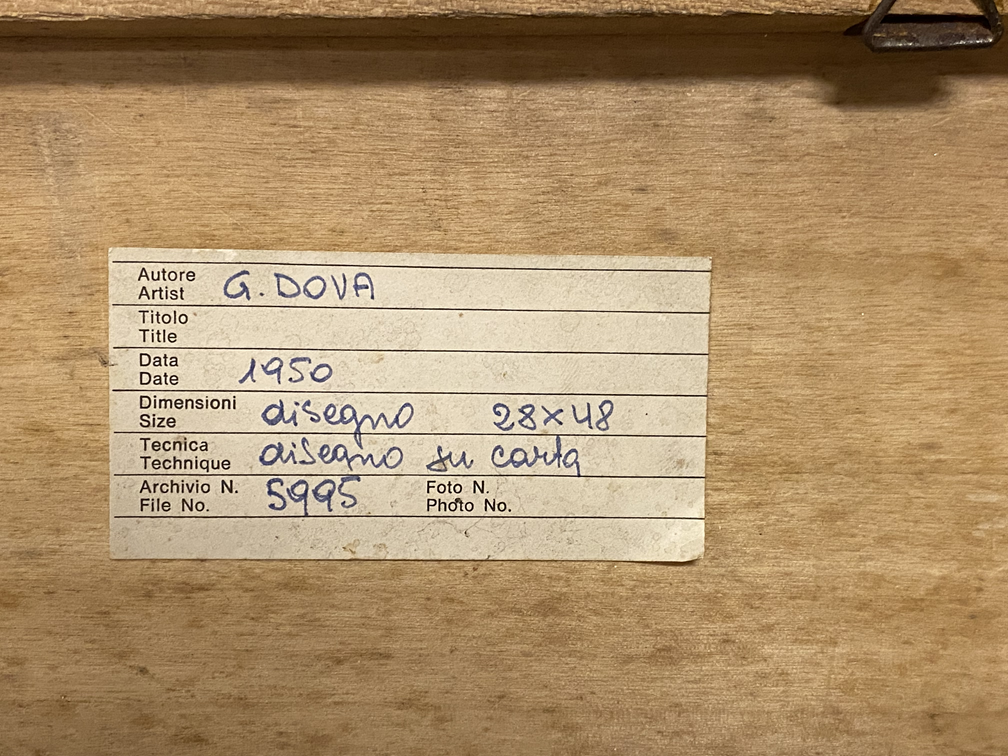 Autore G. DOVA
Artist
Titolo
Title
Data 1950
Date
Dimensioni disegno 28x48
Size
Tecnica disegno su carta
Technique
Archivio N. 5995 Foto N.
File No. Photo No.